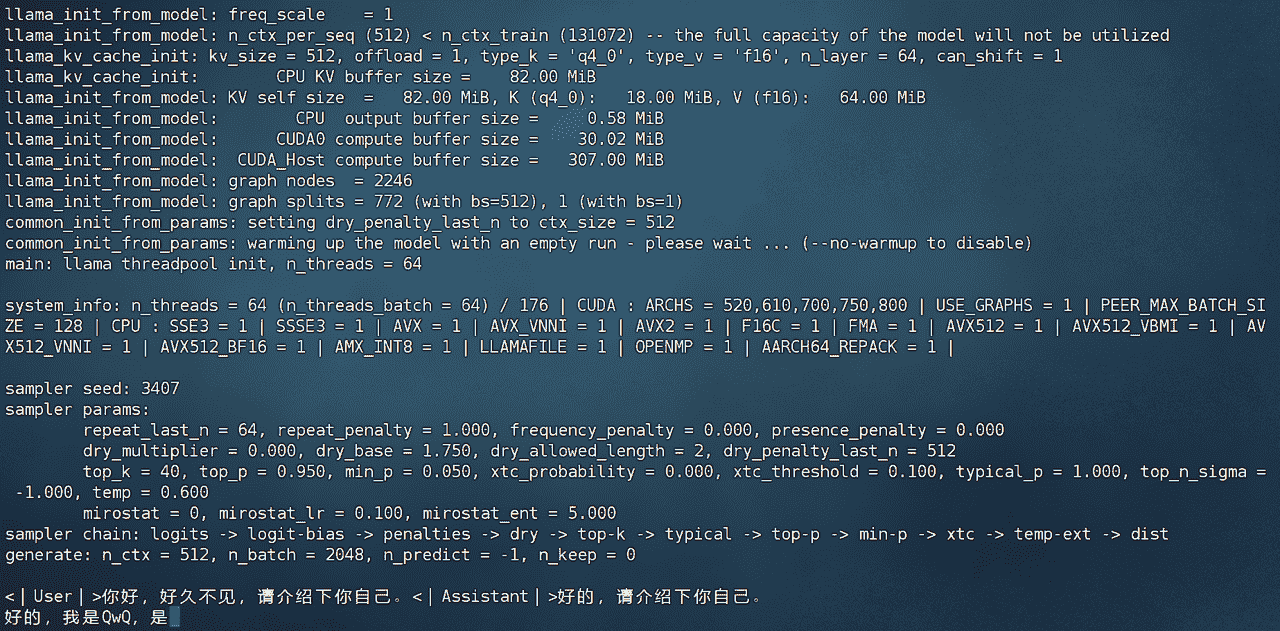 llama_init_from_model: freq_scale    = 1
llama_init_from_model: n_ctx_per_seq (512) < n_ctx_train (131072) -- the full capacity of the model will not be utilized
llama_kv_cache_init: kv_size = 512, offload = 1, type_k = 'q4_0', type_v = 'f16', n_layer = 64, can_shift = 1
llama_kv_cache_init:        CPU KV buffer size =    82.00 MiB
llama_init_from_model: KV self size  =   82.00 MiB, K (q4_0):   18.00 MiB, V (f16):   64.00 MiB
llama_init_from_model:        CPU  output buffer size =     0.58 MiB
llama_init_from_model:      CUDA0 compute buffer size =    30.02 MiB
llama_init_from_model:  CUDA_Host compute buffer size =   307.00 MiB
llama_init_from_model: graph nodes  = 2246
llama_init_from_model: graph splits = 772 (with bs=512), 1 (with bs=1)
common_init_from_params: setting dry_penalty_last_n to ctx_size = 512
common_init_from_params: warming up the model with an empty run - please wait ... (--no-warmup to disable)
main: llama threadpool init, n_threads = 64
system_info: n_threads = 64 (n_threads_batch = 64) / 176 | CUDA : ARCHS = 520,610,700,750,800 | USE_GRAPHS = 1 | PEER_MAX_BATCH_SI
ZE = 128 | CPU : SSE3 = 1 | SSSE3 = 1 | AVX = 1 | AVX_VNNI = 1 | AVX2 = 1 | F16C = 1 | FMA = 1 | AVX512 = 1 | AVX512_VBMI = 1 | AV
X512_VNNI = 1 | AVX512_BF16 = 1 | AMX_INT8 = 1 | LLAMAFILE = 1 | OPENMP = 1 | AARCH64_REPACK = 1 |
sampler seed: 3407
sampler params:
        repeat_last_n = 64, repeat_penalty = 1.000, frequency_penalty = 0.000, presence_penalty = 0.000
        dry_multiplier = 0.000, dry_base = 1.750, dry_allowed_length = 2, dry_penalty_last_n = 512
        top_k = 40, top_p = 0.950, min_p = 0.050, xtc_probability = 0.000, xtc_threshold = 0.100, typical_p = 1.000, top_n_sigma =
 -1.000, temp = 0.600
        mirostat = 0, mirostat_lr = 0.100, mirostat_ent = 5.000
sampler chain: logits -> logit-bias -> penalties -> dry -> top-k -> typical -> top-p -> min-p -> xtc -> temp-ext -> dist
generate: n_ctx = 512, n_batch = 2048, n_predict = -1, n_keep = 0
<｜User｜>你好，好久不见，请介绍下你自己。<｜Assistant｜>好的，请介绍下你自己。
好的，我是QwQ，是